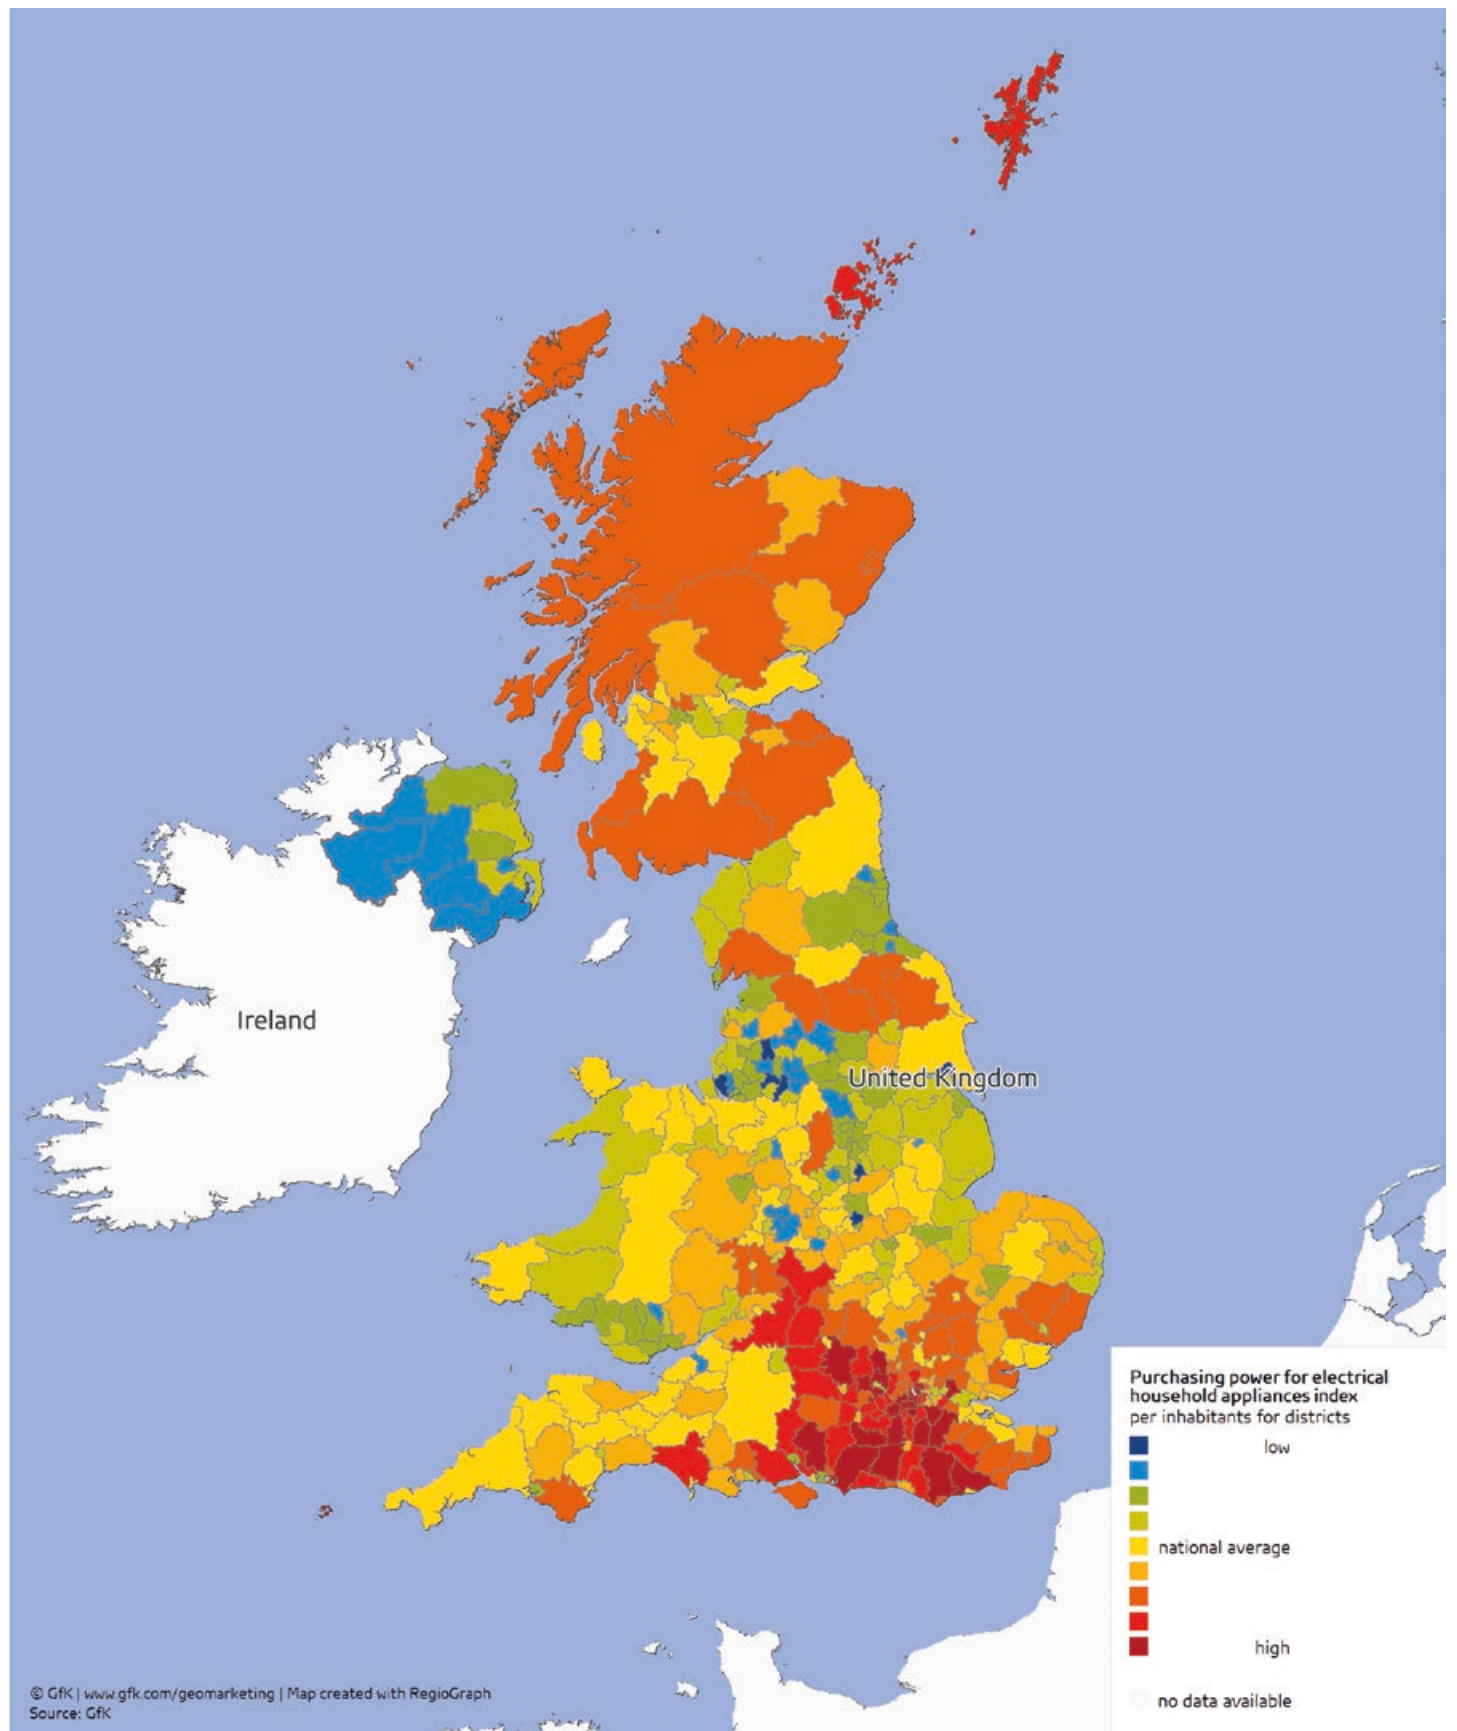 Ireland
United Kingdom
Purchasing power for electrical
household appliances index
per inhabitants for districts
low
national average
high
no data available
© GfK | www.gfk.com/geomarketing | Map created with RegioGraph
Source: GfK